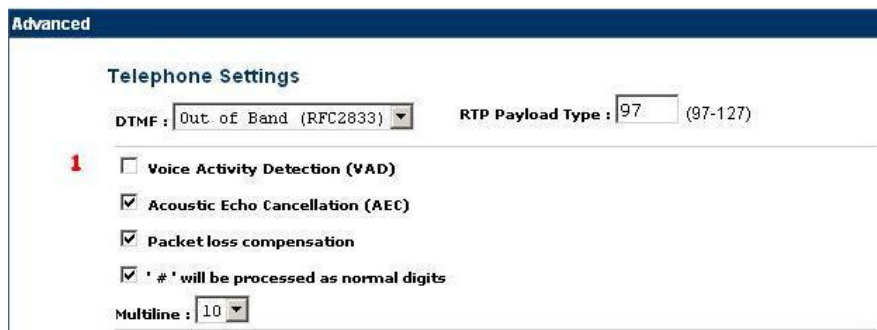 Advanced
Telephone Settings
DTMF : Out of Band (RFC2833) RTP Payload Type : 97 (97-127)
1 Voice Activity Detection (VAD)
Acoustic Echo Cancellation (AEC)
Packet loss compensation
' # ' will be processed as normal digits
Multiline : 10